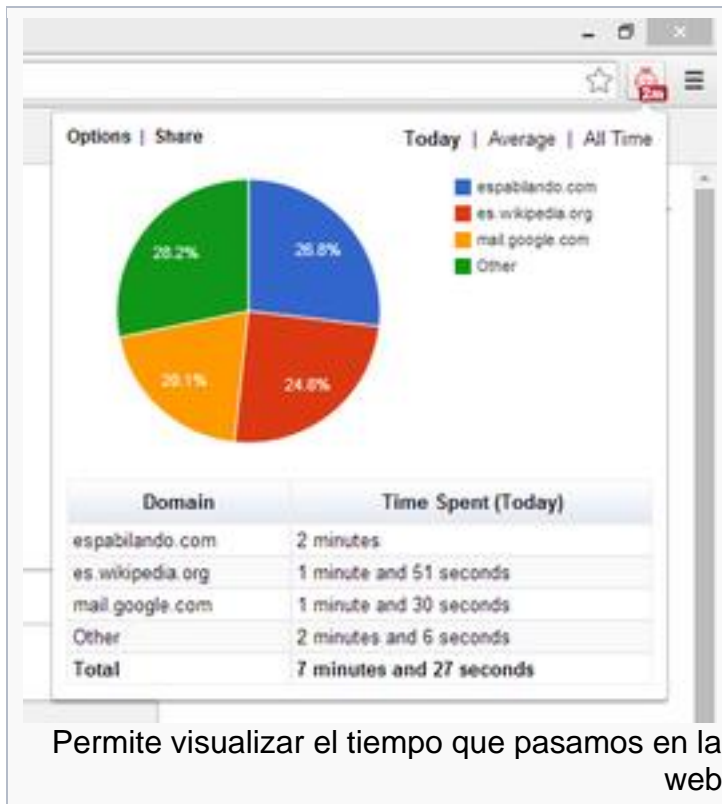 Options | Share
Today | Average | All Time
espabilando.com
es.wikipedia.org
mail.google.com
Other
28.2%
26.8%
20.1%
24.8%
Domain Time Spent (Today)
espabilando.com 2 minutes
es.wikipedia.org 1 minute and 51 seconds
mail.google.com 1 minute and 30 seconds
Other 2 minutes and 6 seconds
Total 7 minutes and 27 seconds
Permite visualizar el tiempo que pasamos en la
web